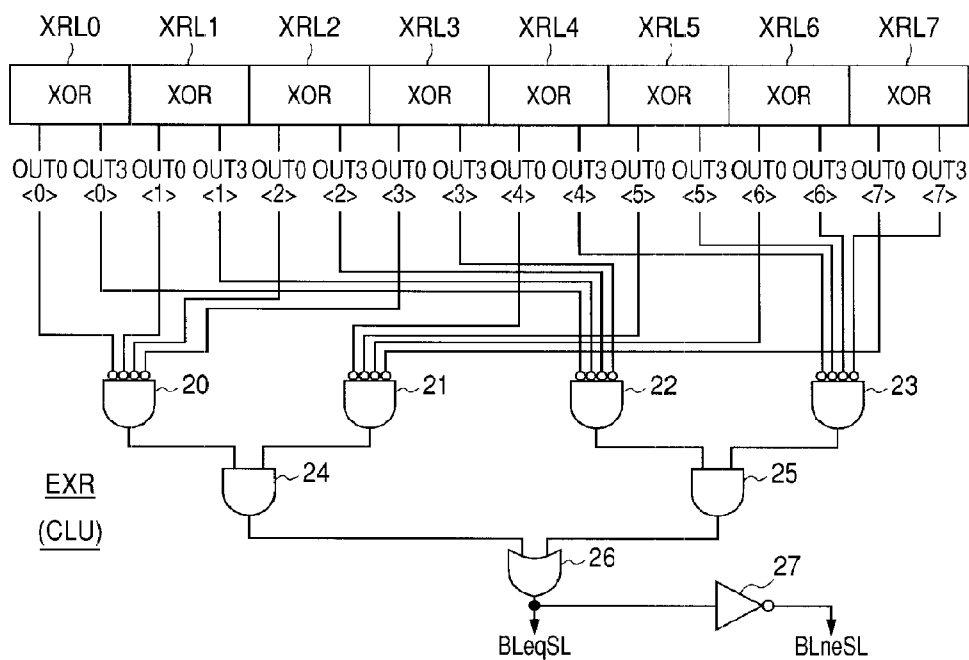 XRL0 XRL1 XRL2 XRL3 XRL4 XRL5 XRL6 XRL7
XOR XOR XOR XOR XOR XOR XOR XOR
OUT0 OUT3 OUT0 OUT3 OUT0 OUT3 OUT0 OUT3 OUT0 OUT3 OUT0 OUT3 OUT0 OUT3 OUT0 OUT3
<0> <0> <1> <1> <2> <2> <3> <3> <4> <4> <5> <5> <6> <6> <7> <7>
20 21 22 23
24 25
EXR
(CLU)
26
27
BLeqSL BLneSL